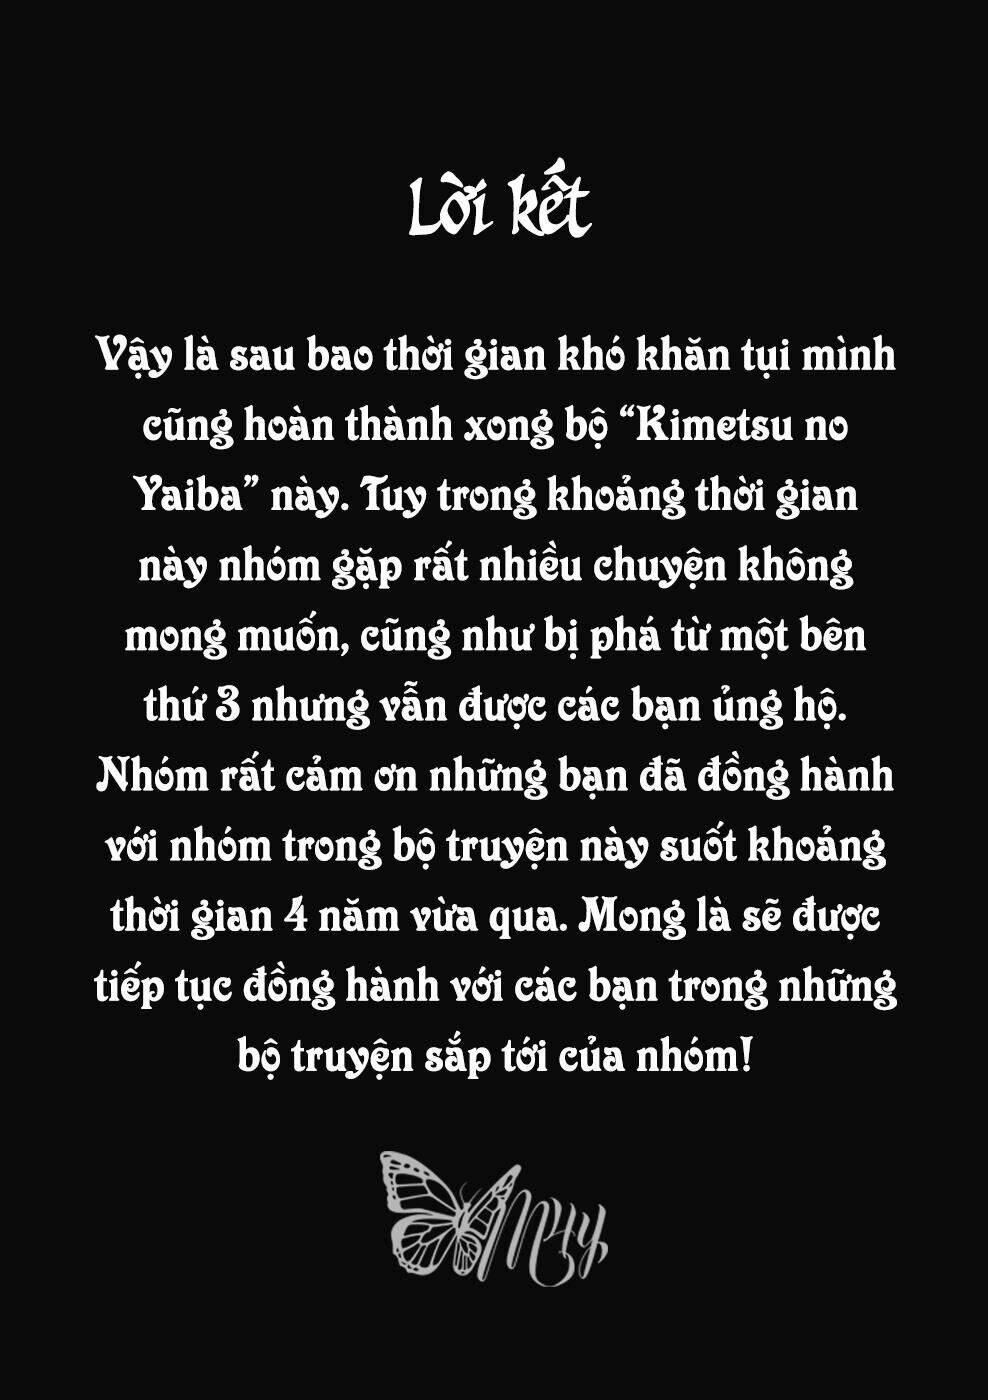 Lời kết
Vậy là sau bao thời gian khó khăn tụi mình
cũng hoàn thành xong bộ “Kimetsu no
Yaiba” này. Tuy trong khoảng thời gian
này nhóm gặp rất nhiều chuyện không
mong muốn, cũng như bị phá từ một bên
thứ 3 nhưng vẫn được các bạn ủng hộ.
Nhóm rất cảm ơn những bạn đã đồng hành
với nhóm trong bộ truyện này suốt khoảng
thời gian 4 năm vừa qua. Mong là sẽ được
tiếp tục đồng hành với các bạn trong những
bộ truyện sắp tới của nhóm!